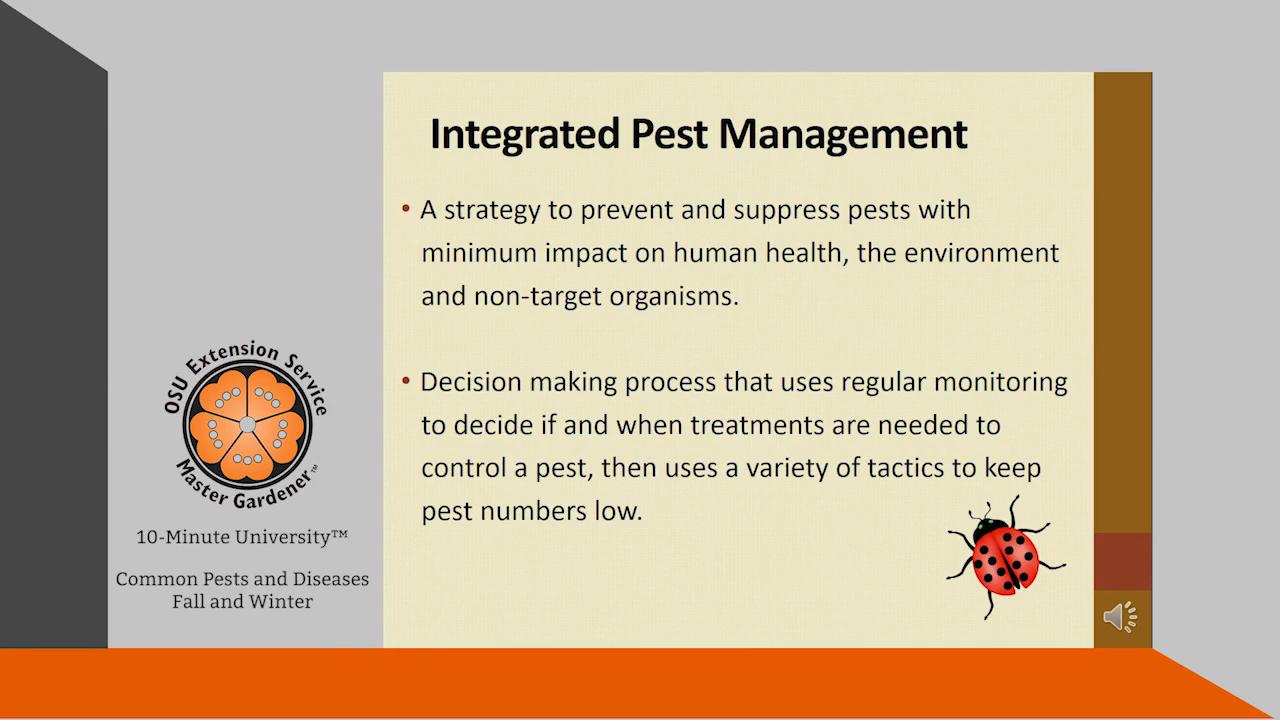 Integrated Pest Management
• A strategy to prevent and suppress pests with
minimum impact on human health, the environment
and non-target organisms.
• Decision making process that uses regular monitoring
to decide if and when treatments are needed to
control a pest, then uses a variety of tactics to keep
pest numbers low.
OSU Extension Service
Master Gardener™
10-Minute University™
Common Pests and Diseases
Fall and Winter